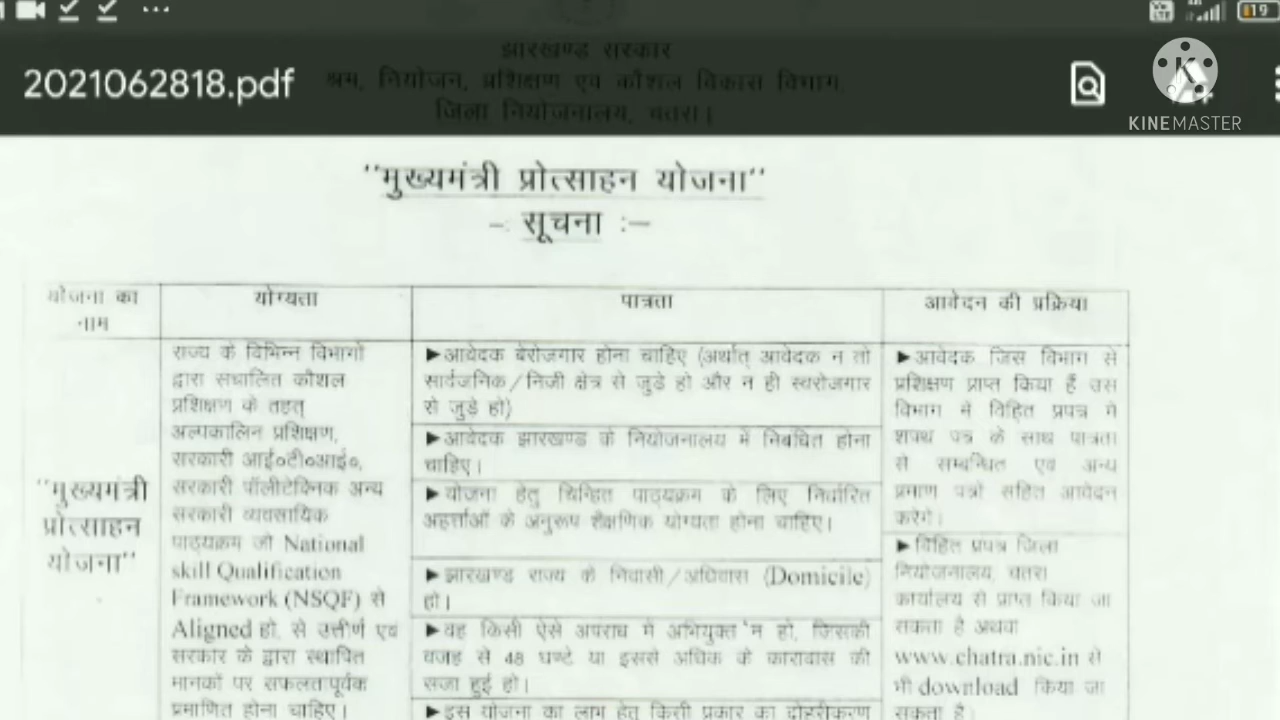 19
2021062818.pdf
KINEMASTER
झारखण्ड सरकार
श्रम, नियोजन, प्रशिक्षण एवं कौशल विकास विभाग,
जिला नियोजनालय, चतरा।
"मुख्यमंत्री प्रोत्साहन योजना"
–: सूचना :–
योजना का
नाम
योग्यता
पात्रता
आवेदन की प्रक्रिया
"मुख्यमंत्री
प्रोत्साहन
योजना"
राज्य के विभिन्न विभागों
द्वारा संचालित कौशल
प्रशिक्षण के तहत्
अल्पकालिन प्रशिक्षण,
सरकारी आई०टी०आई०,
सरकारी पॉलीटेक्निक अन्य
सरकारी व्यवसायिक
पाठ्यक्रम जो National
skill Qualification
Framework (NSQF) से
Aligned हो, से उत्तीर्ण एवं
सरकार के द्वारा स्थापित
मानकों पर सफलतापूर्वक
प्रमाणित होना चाहिए।
►आवेदक बेरोजगार होना चाहिए (अर्थात् आवेदक न तो
सार्वजनिक/निजी क्षेत्र से जुड़े हो और न ही स्वरोजगार
से जुड़े हो)
►आवेदक झारखण्ड के नियोजनालय में निबंधित होना
चाहिए।
►योजना हेतु चिन्हित पाठ्यक्रम के लिए निर्धारित
अहर्त्ताओं के अनुरूप शैक्षणिक योग्यता होना चाहिए।
►झारखण्ड राज्य के निवासी/अधिवास (Domicile)
हो।
►वह किसी ऐसे अपराध में अभियुक्त न हो, जिसकी
वजह से 48 घण्टे या इससे अधिक के कारावास की
सजा हुई हो।
►इस योजना का लाभ हेतु किसी प्रकार का दोहरीकरण
►आवेदक जिस विभाग से
प्रशिक्षण प्राप्त किया हैं उस
विभाग में विहित प्रपत्र में
शपथ पत्र के साथ पात्रता
से सम्बन्धित एवं अन्य
प्रमाण पत्रो सहित आवेदन
करेगे।
►विहित प्रपत्र जिला
नियोजनालय, चतरा
कार्यालय से प्राप्त किया जा
सकता है अथवा
www.chatra.nic.in से
भी download किया जा
सकता है।